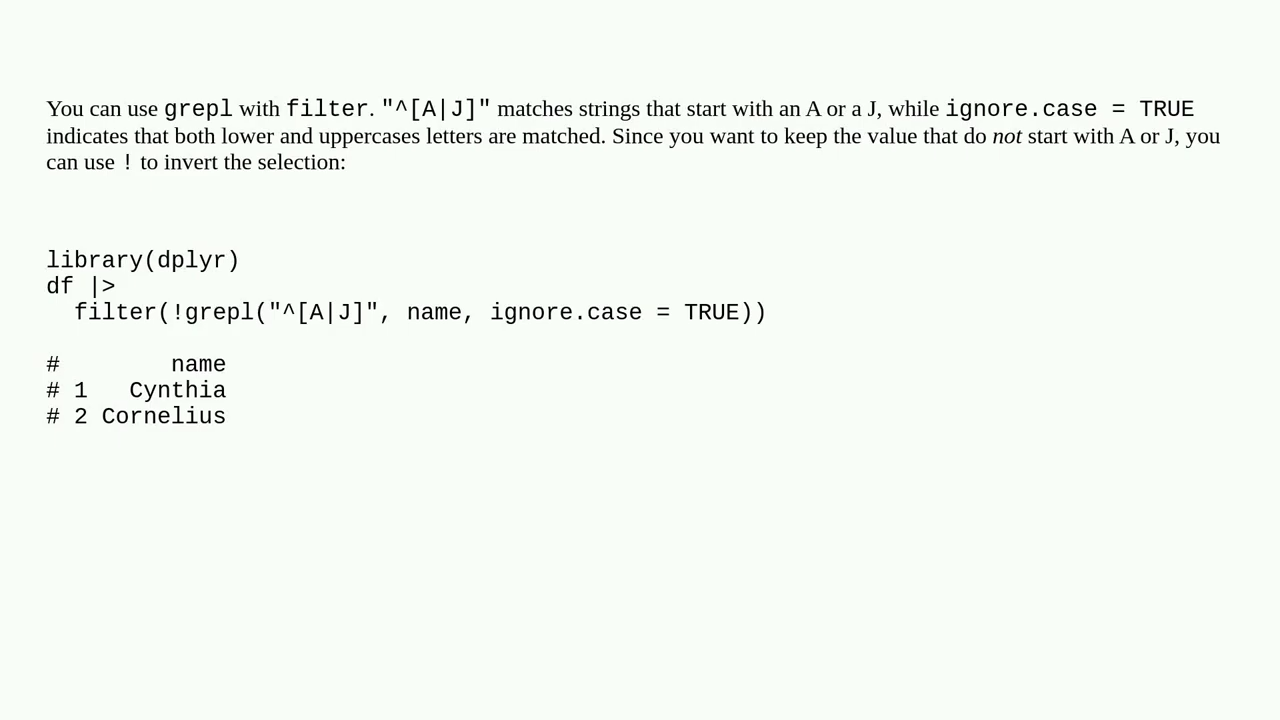 You can use grepl with filter. "^[A|J]" matches strings that start with an A or a J, while ignore.case = TRUE
indicates that both lower and uppercases letters are matched. Since you want to keep the value that do not start with A or J, you
can use ! to invert the selection:
library(dplyr)
df |>
  filter(!grepl("^[A|J]", name, ignore.case = TRUE))
#        name
# 1   Cynthia
# 2 Cornelius